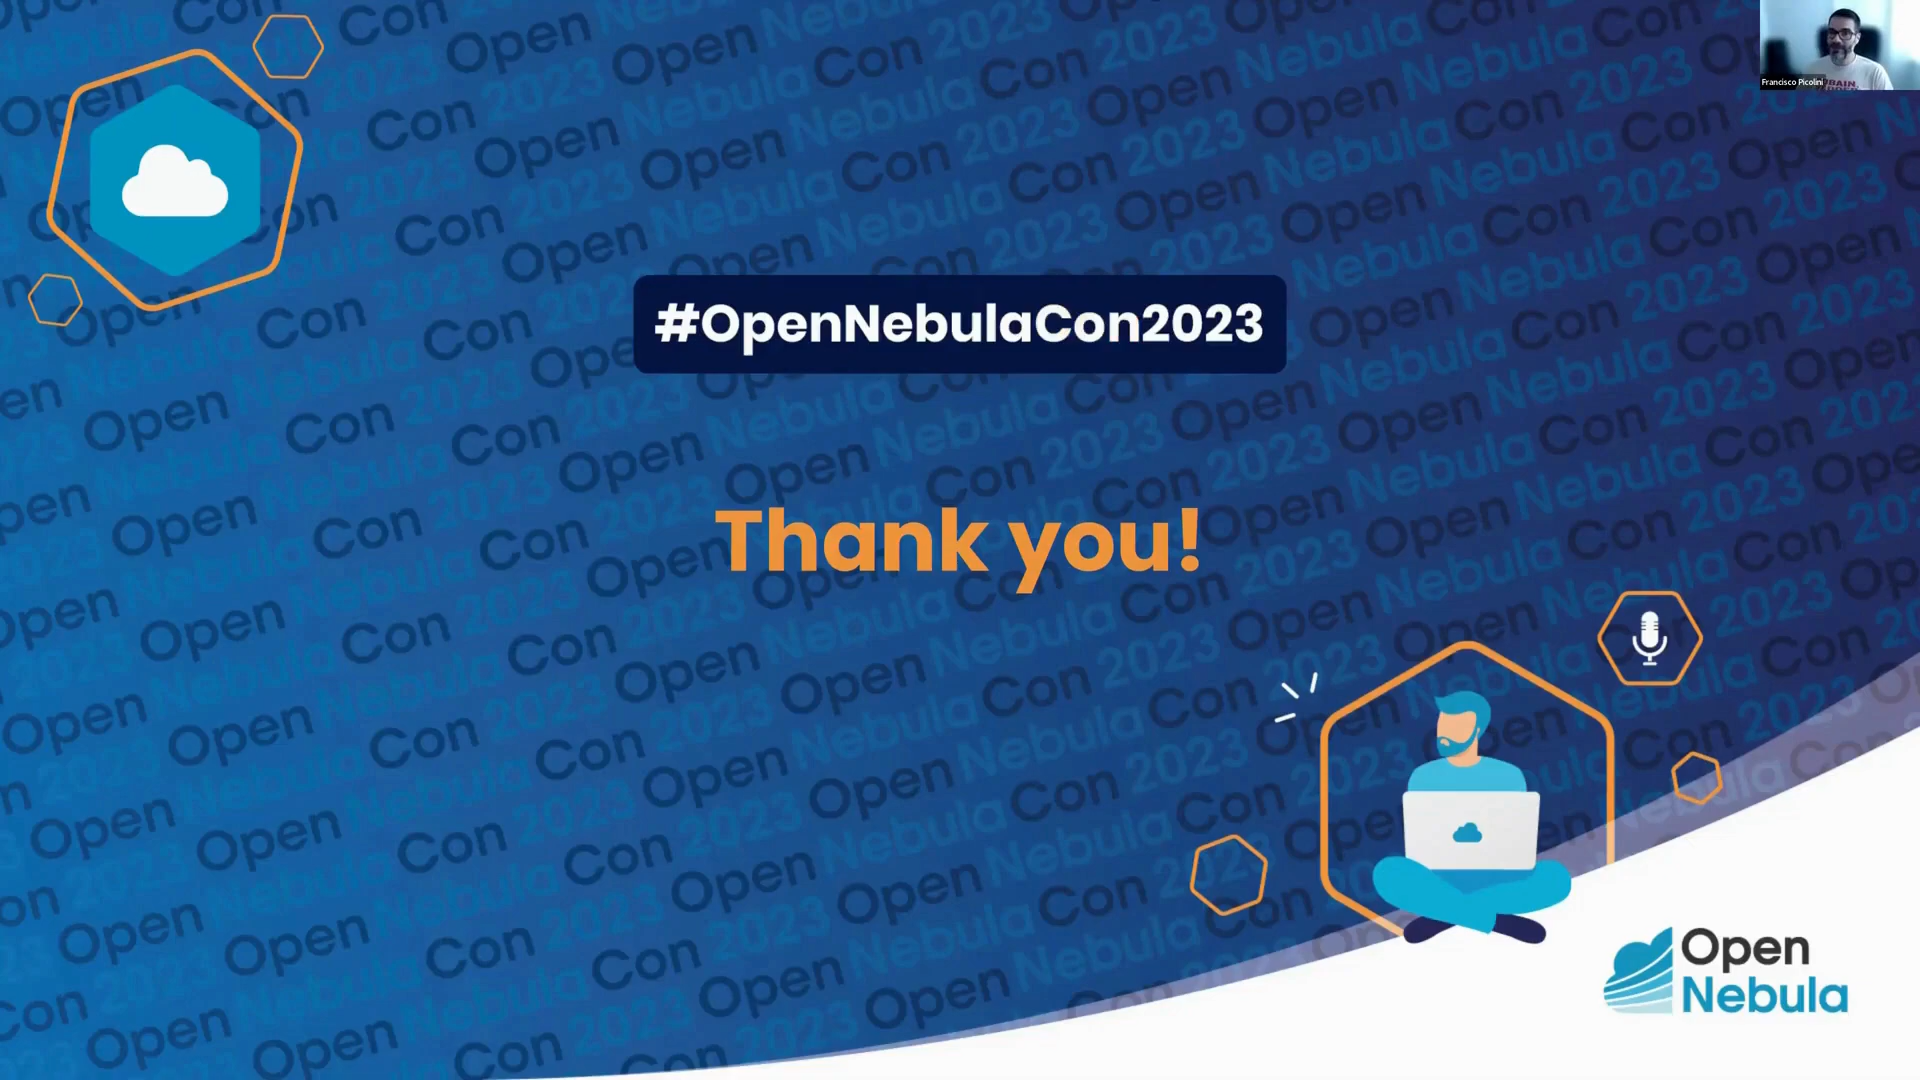 Francisco Picolini
#OpenNebulaCon2023
Thank you!
Open
Nebula